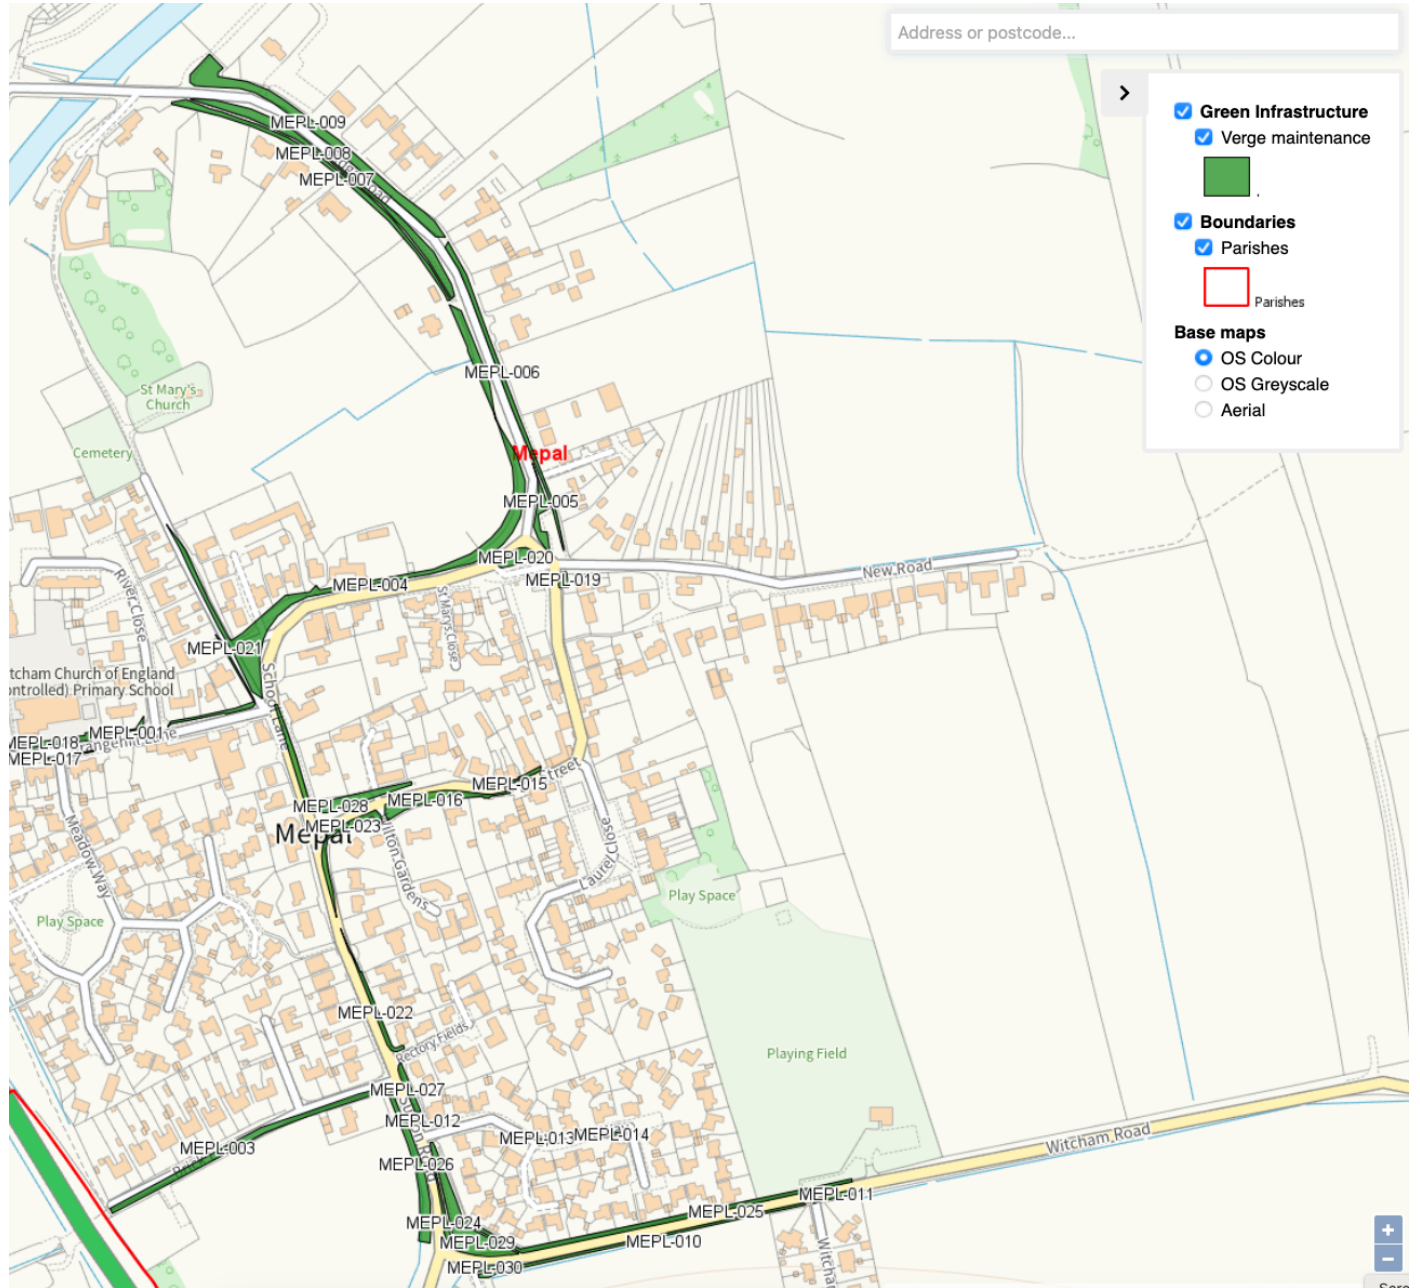 Address or postcode...
Green Infrastructure
Verge maintenance
.
Boundaries
Parishes
Parishes
Base maps
OS Colour
OS Greyscale
Aerial
MEPL-009
MEPL-008
MEPL-007
MEPL-006
St Mary's
Church
Cemetery
Mepal
MEPL-005
MEPL-020
MEPL-019
MEPL-004
New Road
River Close
St Marys Close
MEPL-021
School Lane
tcham Church of England
ontrolled) Primary School
MEPL-001
MEPL-018
MEPL-017
MEPL-015
Street
MEPL-016
MEPL-028
MEPL-023
Mepal
Meadow Way
Laurel Close
Play Space
Play Space
MEPL-022
Rectory Fields
Playing Field
MEPL-027
MEPL-012
MEPL-013
MEPL-014
MEPL-003
MEPL-026
Witcham Road
MEPL-011
MEPL-025
MEPL-024
MEPL-029
MEPL-010
MEPL-030
Witcha
+
−